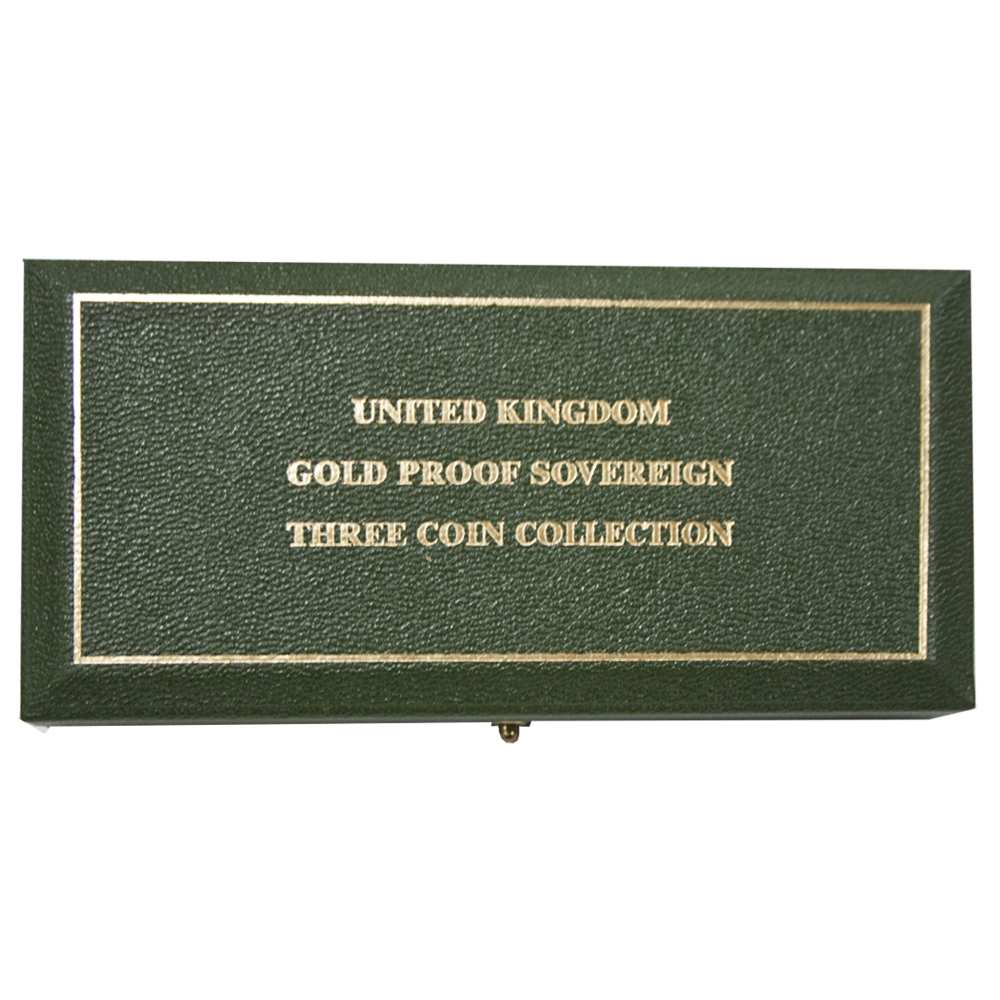 UNITED KINGDOM
GOLD PROOF SOVEREIGN
THREE COIN COLLECTION